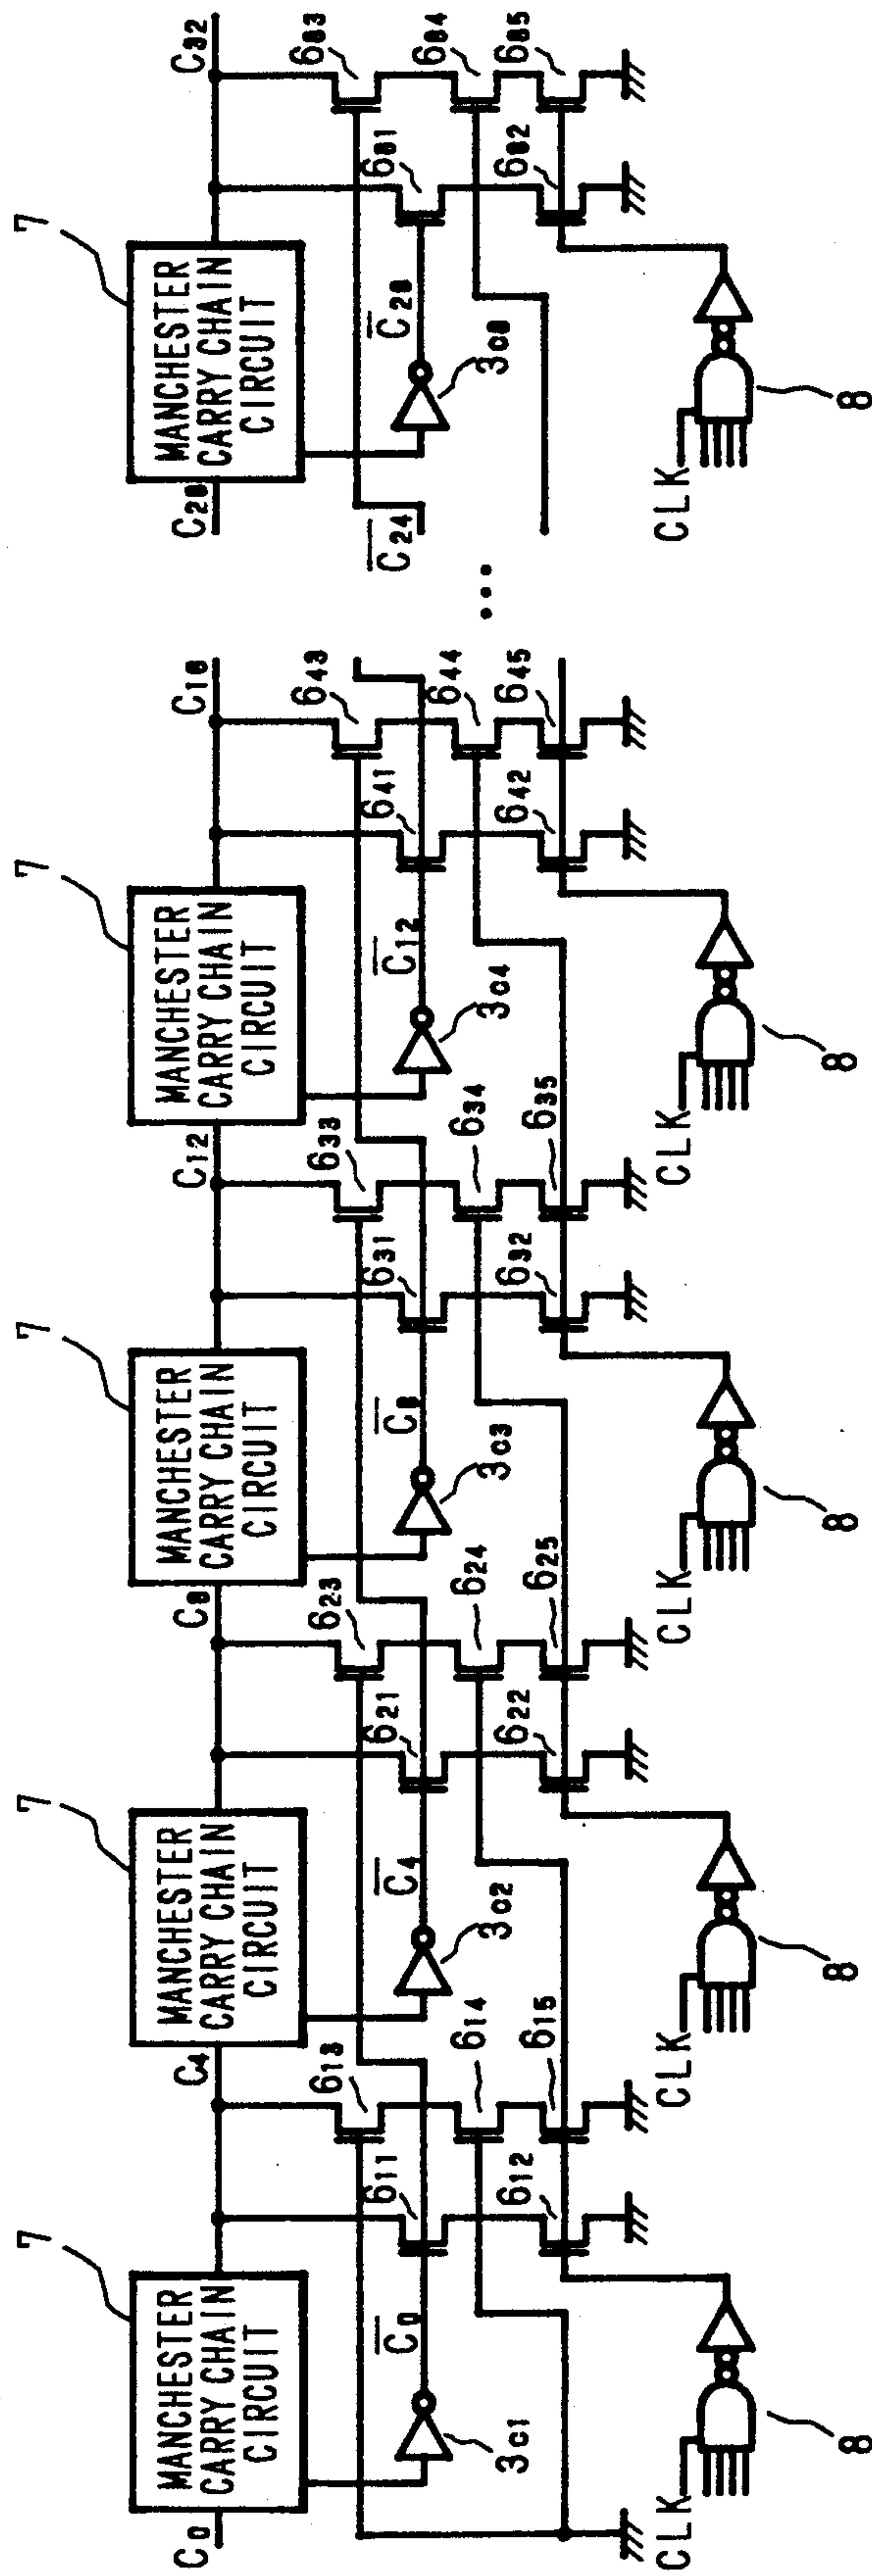 7
MANCHESTER
CARRY CHAIN
CIRCUIT
7
MANCHESTER
CARRY CHAIN
CIRCUIT
7
MANCHESTER
CARRY CHAIN
CIRCUIT
7
MANCHESTER
CARRY CHAIN
CIRCUIT
7
MANCHESTER
CARRY CHAIN
CIRCUIT
C₀
C₄
C₈
C₁₂
C₁₆
C₂₈
C₃₂
6₁₃
6₂₃
6₃₃
6₄₃
6₈₃
6₁₁
6₂₁
6₃₁
6₄₁
6₈₁
C̅₀
C̅₄
C̅₈
C̅₁₂
...
C̅₂₄
C̅₂₈
3C1
3C2
3C3
3C4
3C8
6₁₄
6₂₄
6₃₄
6₄₄
6₈₄
6₁₂
6₁₅
6₂₂
6₂₅
6₃₂
6₃₅
6₄₂
6₄₅
6₈₂
6₈₅
CLK
8
CLK
8
CLK
8
CLK
8
CLK
8